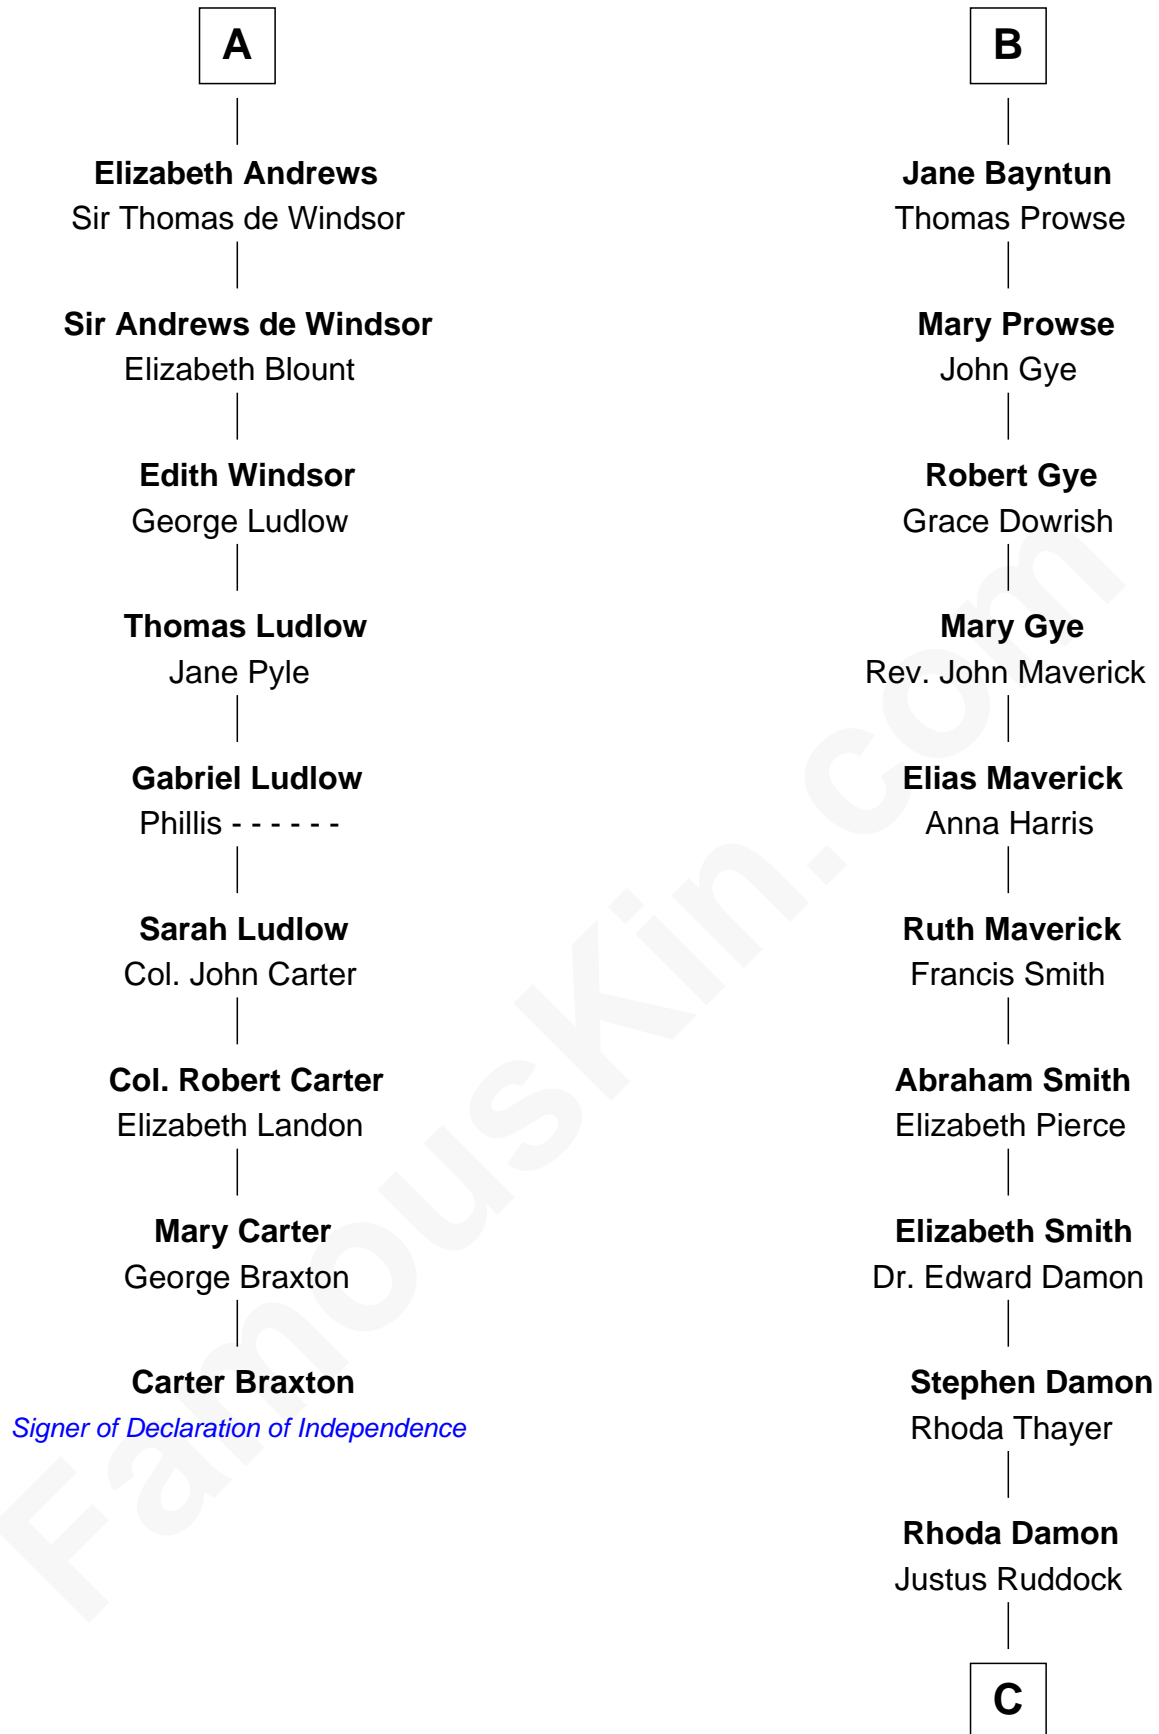 A
Elizabeth Andrews
Sir Thomas de Windsor
Sir Andrews de Windsor
Elizabeth Blount
Edith Windsor
George Ludlow
Thomas Ludlow
Jane Pyle
Gabriel Ludlow
Phillis - - - - - -
Sarah Ludlow
Col. John Carter
Col. Robert Carter
Elizabeth Landon
Mary Carter
George Braxton
Carter Braxton
Signer of Declaration of Independence
B
Jane Bayntun
Thomas Prowse
Mary Prowse
John Gye
Robert Gye
Grace Dowrish
Mary Gye
Rev. John Maverick
Elias Maverick
Anna Harris
Ruth Maverick
Francis Smith
Abraham Smith
Elizabeth Pierce
Elizabeth Smith
Dr. Edward Damon
Stephen Damon
Rhoda Thayer
Rhoda Damon
Justus Ruddock
C
FamousKin.com